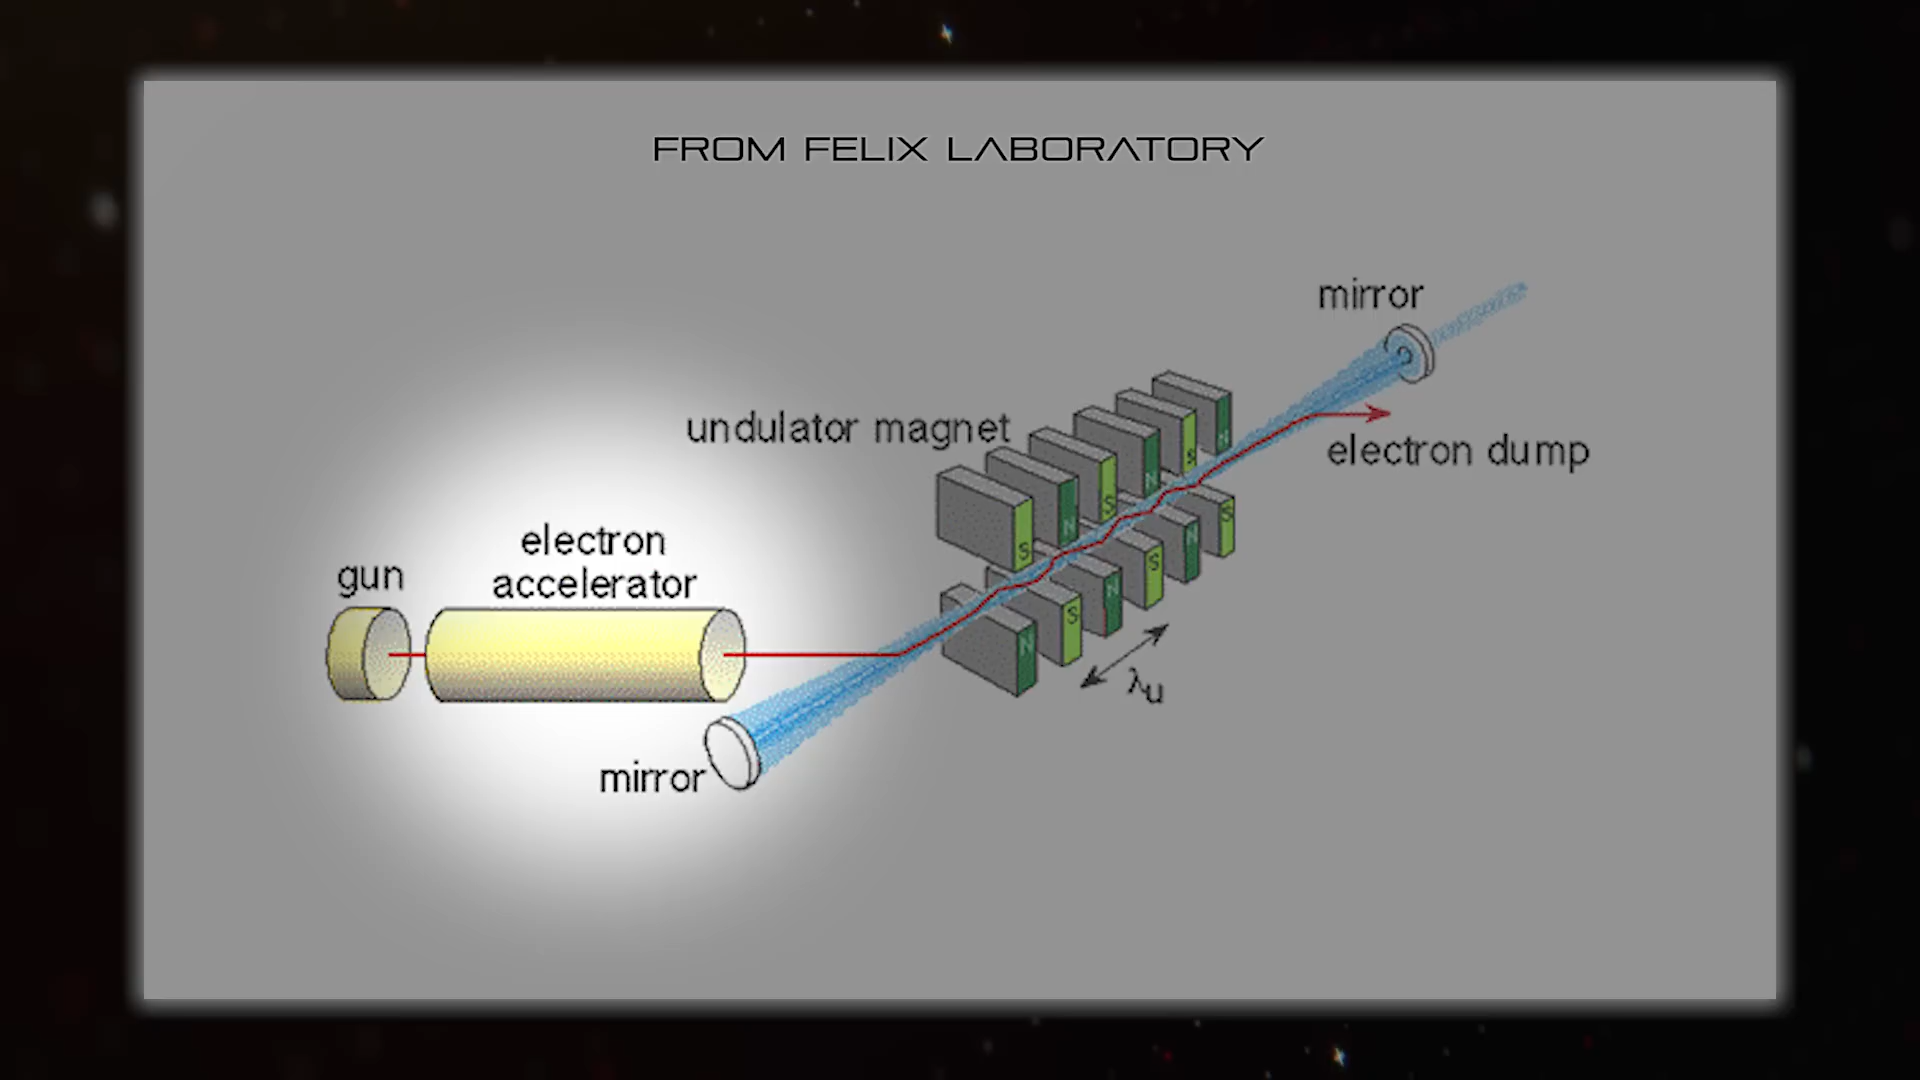 FROM FELIX LABORATORY
mirror
undulator magnet
electron dump
electron
accelerator
gun
mirror
λu
S
N
S
N
S
N
N
S
N
S
N
S